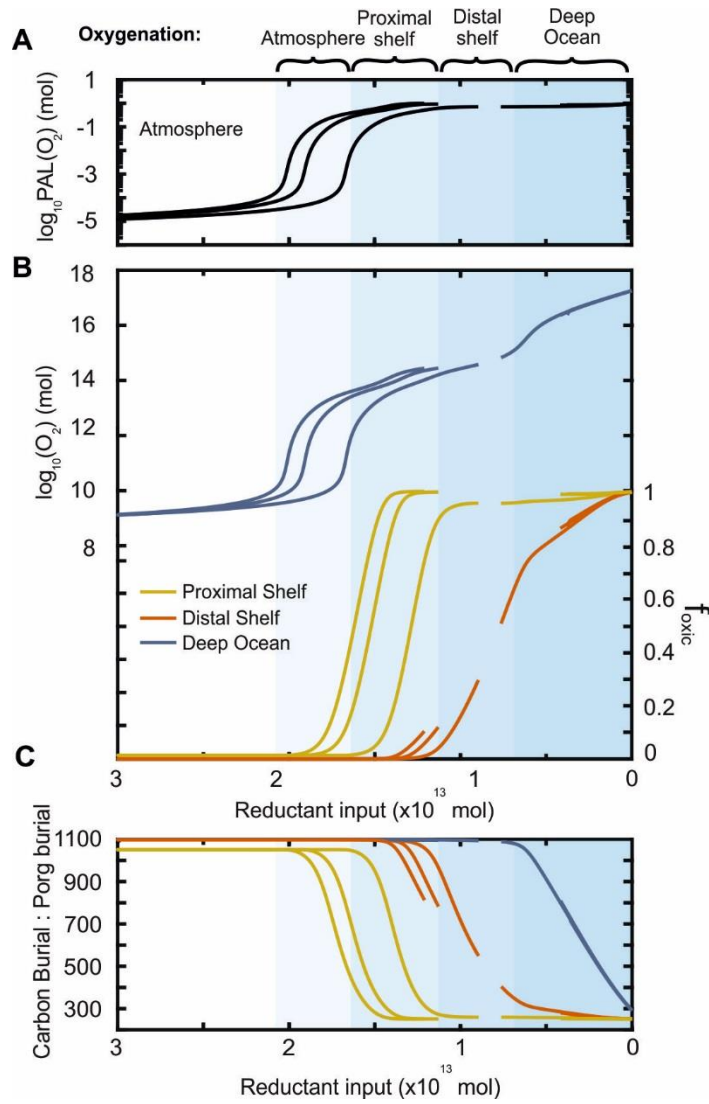 A
Oxygenation:
Atmosphere
Proximal
shelf
Distal
shelf
Deep
Ocean
log10PAL(O2) (mol)
1
-1
-3
-5
Atmosphere
B
log10(O2) (mol)
18
16
14
12
10
8
1
0.8
0.6
0.4
0.2
0
foxic
Proximal Shelf
Distal Shelf
Deep Ocean
3
2
1
0
Reductant input (x10^13 mol)
C
Carbon Burial : Porg burial
1100
900
700
500
300
3
2
1
0
Reductant input (x10^13 mol)